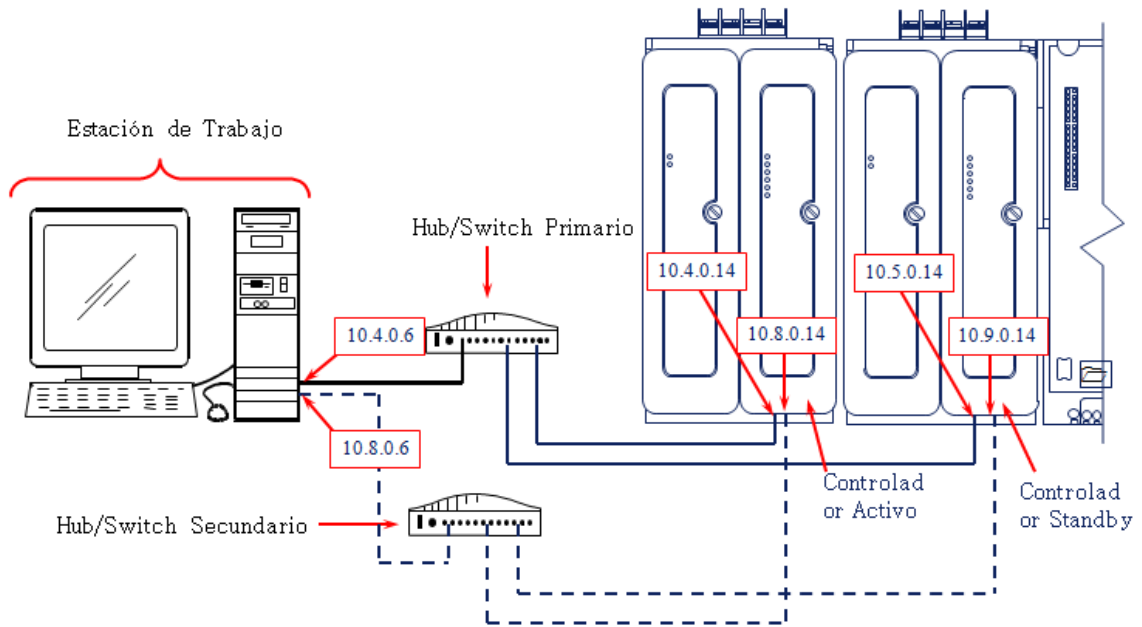 Estación de Trabajo
Hub/Switch Primario
10.4.0.14
10.5.0.14
10.4.0.6
10.8.0.14
10.9.0.14
10.8.0.6
Hub/Switch Secundario
Controlad
or Activo
Controlad
or Standby